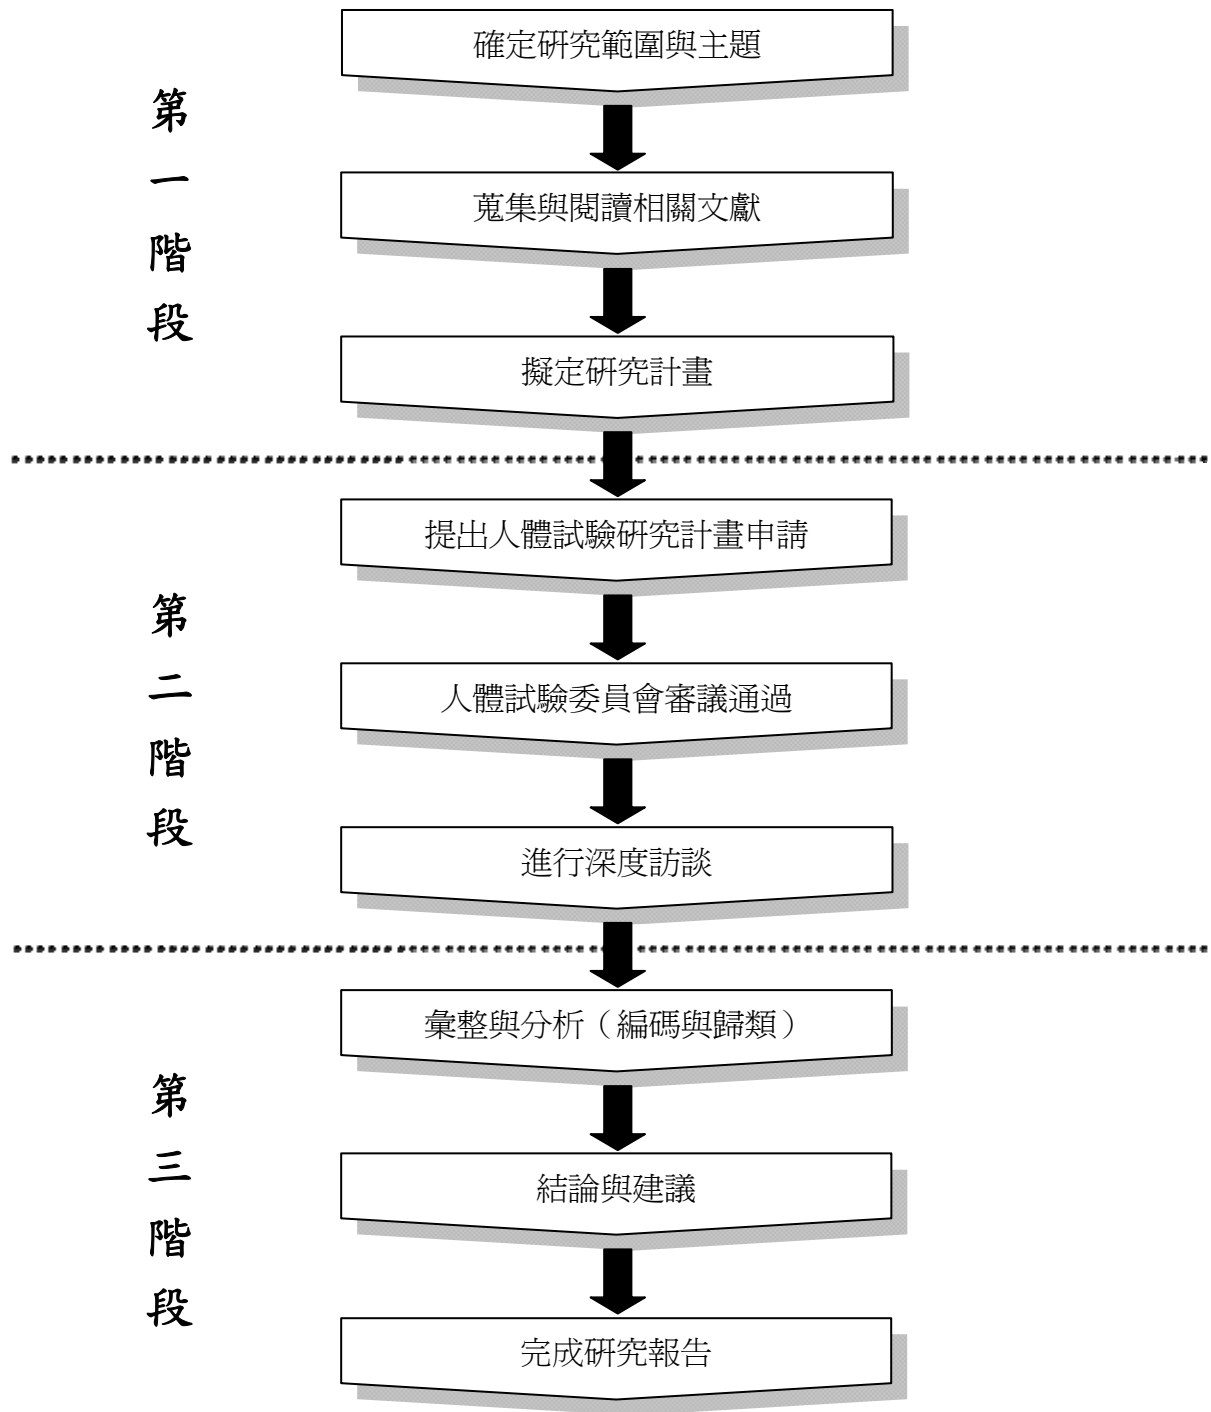 第一階段
確定研究範圍與主題
蒐集與閱讀相關文獻
擬定研究計畫
第二階段
提出人體試驗研究計畫申請
人體試驗委員會審議通過
進行深度訪談
第三階段
彙整與分析（編碼與歸類）
結論與建議
完成研究報告